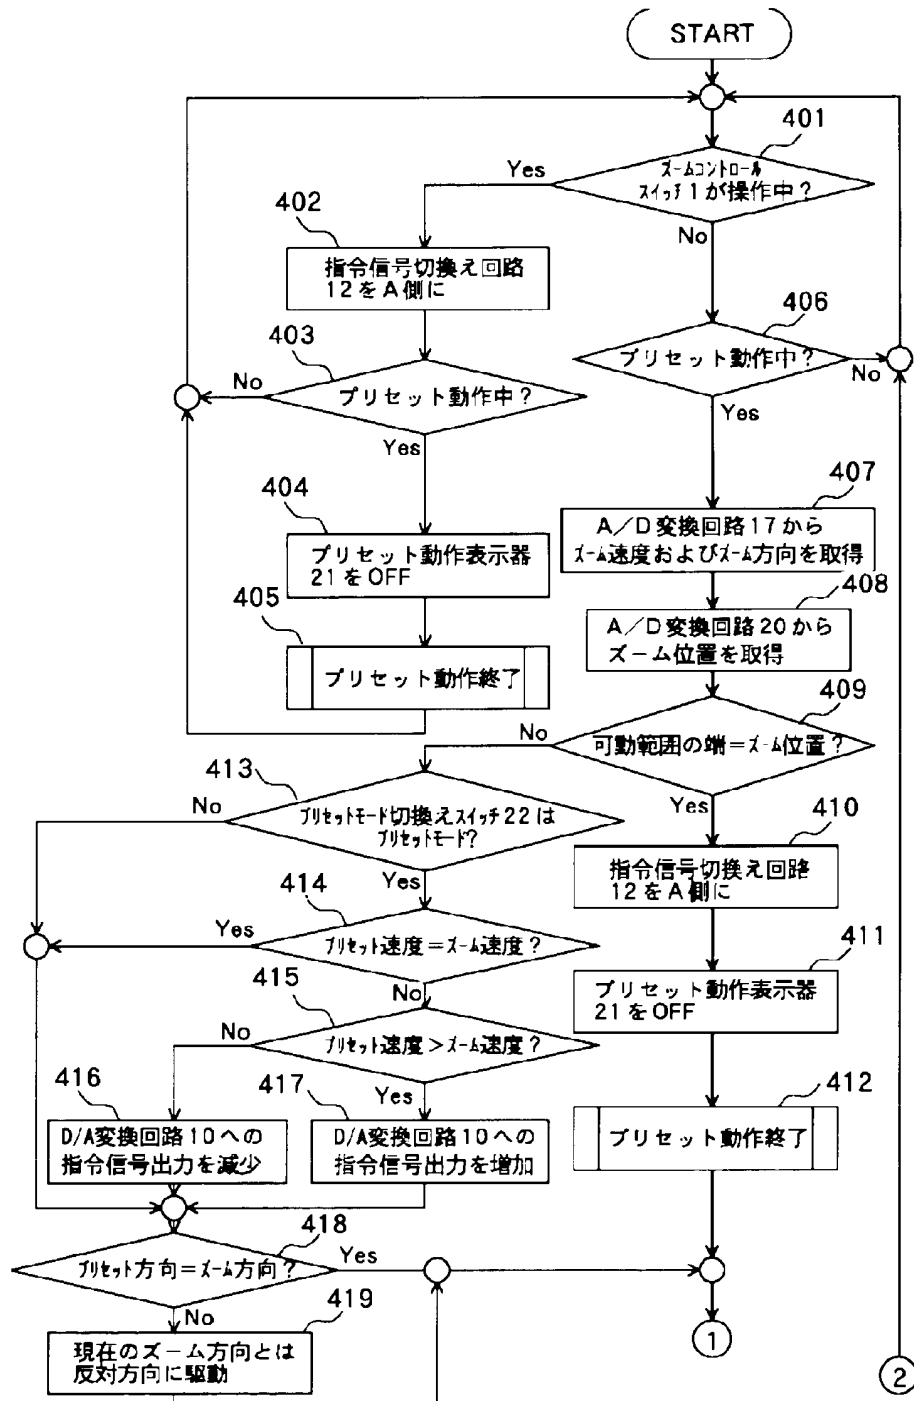 START
401
ズームコントロール
スイッチ1が操作中?
Yes
No
402
指令信号切換え回路
12をA側に
403
プリセット動作中?
No
Yes
404
プリセット動作表示器
21をOFF
405
プリセット動作終了
406
プリセット動作中?
No
Yes
407
A/D変換回路17から
ズーム速度およびズーム方向を取得
408
A/D変換回路20から
ズーム位置を取得
409
可動範囲の端=ズーム位置?
No
Yes
410
指令信号切換え回路
12をA側に
411
プリセット動作表示器
21をOFF
412
プリセット動作終了
413
プリセットモード切換えスイッチ22は
プリセットモード?
No
Yes
414
プリセット速度=ズーム速度?
Yes
No
415
プリセット速度>ズーム速度?
No
Yes
416
D/A変換回路10への
指令信号出力を減少
417
D/A変換回路10への
指令信号出力を増加
418
プリセット方向=ズーム方向?
Yes
No
419
現在のズーム方向とは
反対方向に駆動
1
2